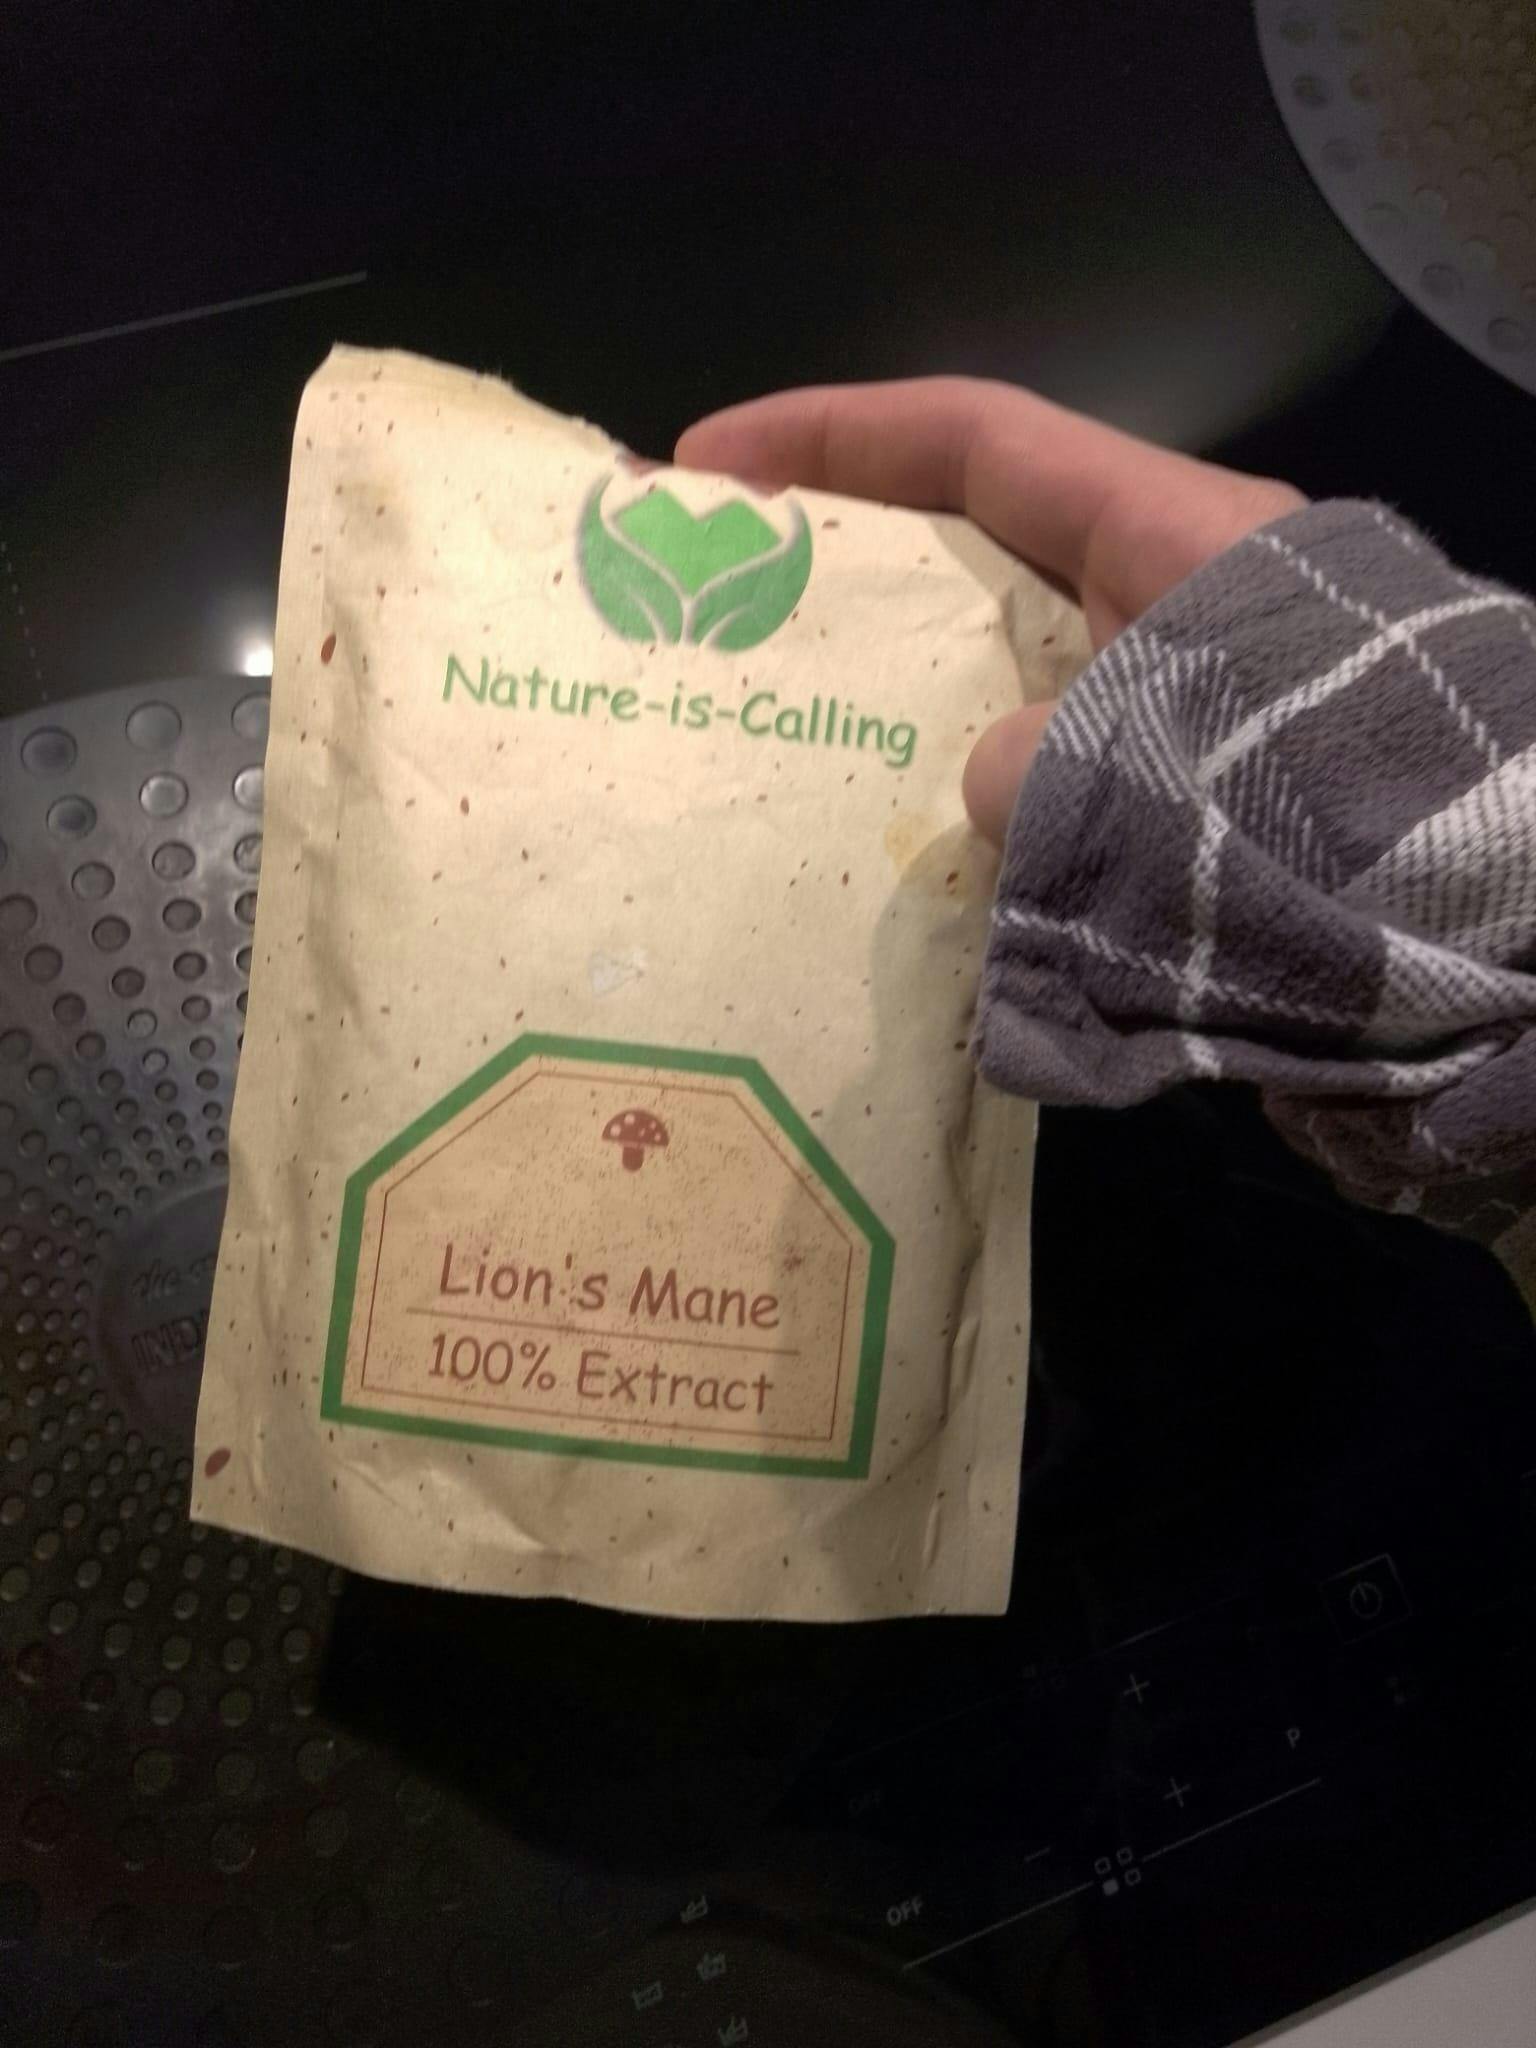 Nature-is-Calling
Lion's Mane
100% Extract
P
OFF